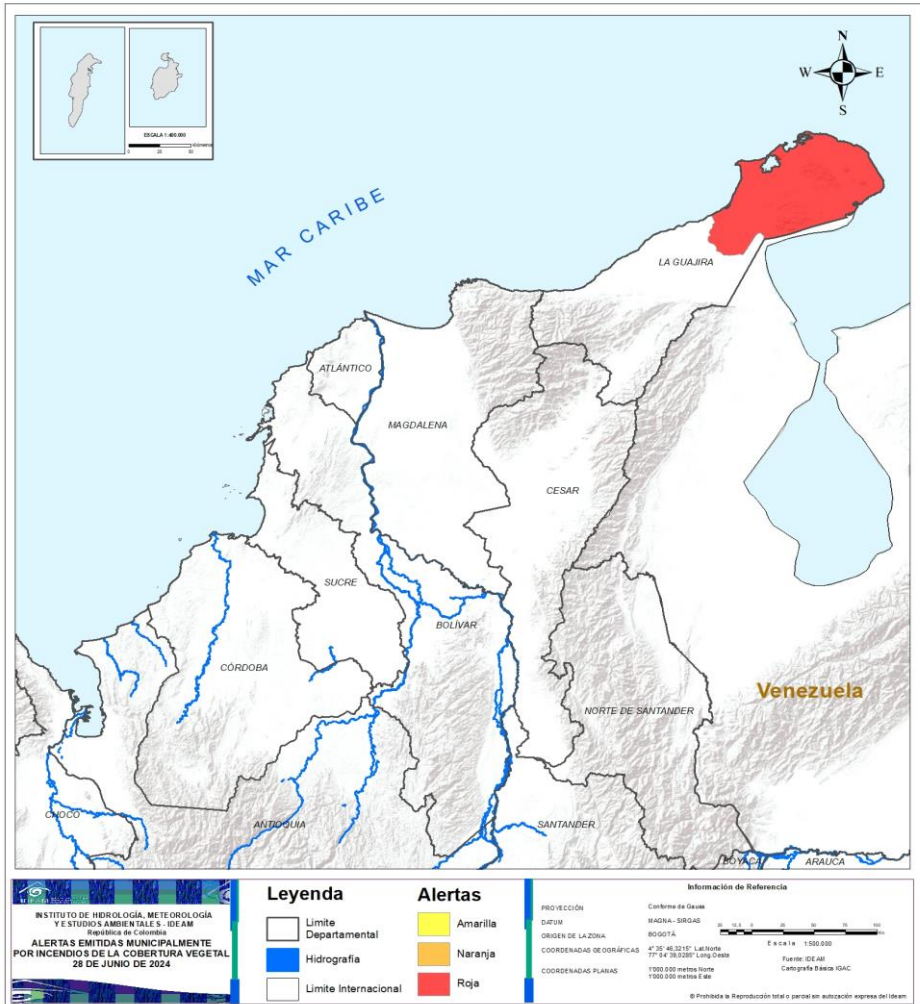 ESCALA 1:400.000
N
W
E
S
MAR CARIBE
LA GUAJIRA
ATLÁNTICO
MAGDALENA
CESAR
SUCRE
BOLÍVAR
CÓRDOBA
NORTE DE SANTANDER
Venezuela
CHOCO
ANTIOQUIA
SANTANDER
BOYACÁ
ARAUCA
IDEAM
INSTITUTO DE HIDROLOGÍA, METEOROLOGÍA
Y ESTUDIOS AMBIENTALES - IDEAM
República de Colombia
ALERTAS EMITIDAS MUNICIPALMENTE
POR INCENDIOS DE LA COBERTURA VEGETAL
28 DE JUNIO DE 2024
Leyenda
Limite
Departamental
Hidrografía
Limite Internacional
Alertas
Amarilla
Naranja
Roja
Información de Referencia
PROYECCIÓN Conforme de Gauss
DATUM MAGNA - SIRGAS
ORIGEN DE LA ZONA BOGOTÁ
COORDENADAS GEOGRÁFICAS 4° 35' 46,3215" Lat.Norte
77° 04' 39,0285" Long.Oeste
COORDENADAS PLANAS 1'000.000 metros Norte
1'000.000 metros Este
Escala 1:500.000
Fuente: IDEAM
Cartografía Básica IGAC
© Prohibida la Reproducción total o parcial sin autorización expresa del Ideam